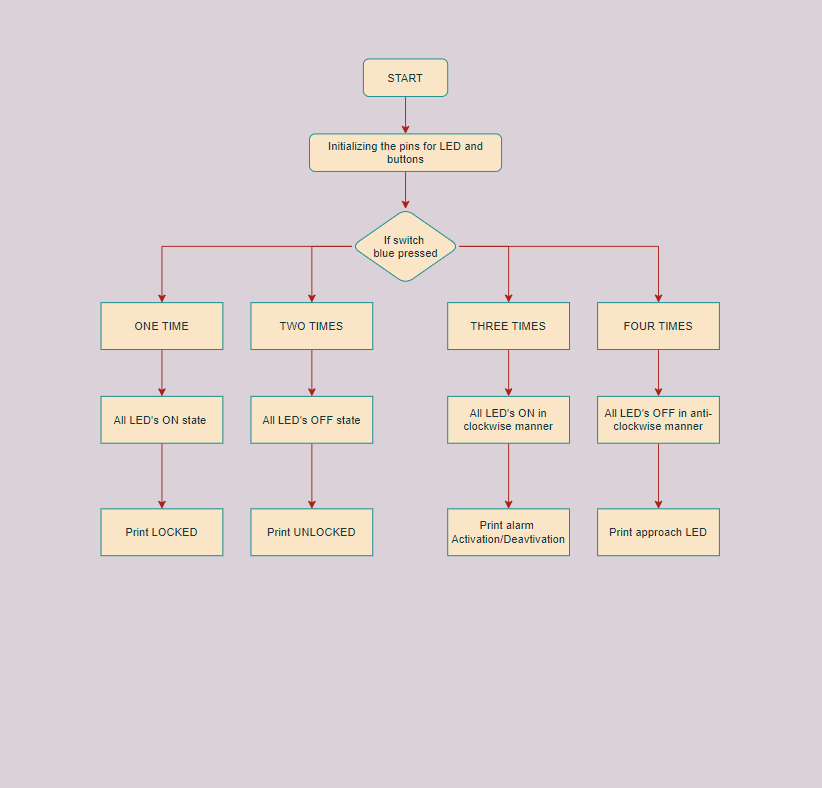 START
Initializing the pins for LED and
buttons
If switch
blue pressed
ONE TIME
TWO TIMES
THREE TIMES
FOUR TIMES
All LED's ON state
All LED's OFF state
All LED's ON in
clockwise manner
All LED's OFF in anti-
clockwise manner
Print LOCKED
Print UNLOCKED
Print alarm
Activation/Deavtivation
Print approach LED